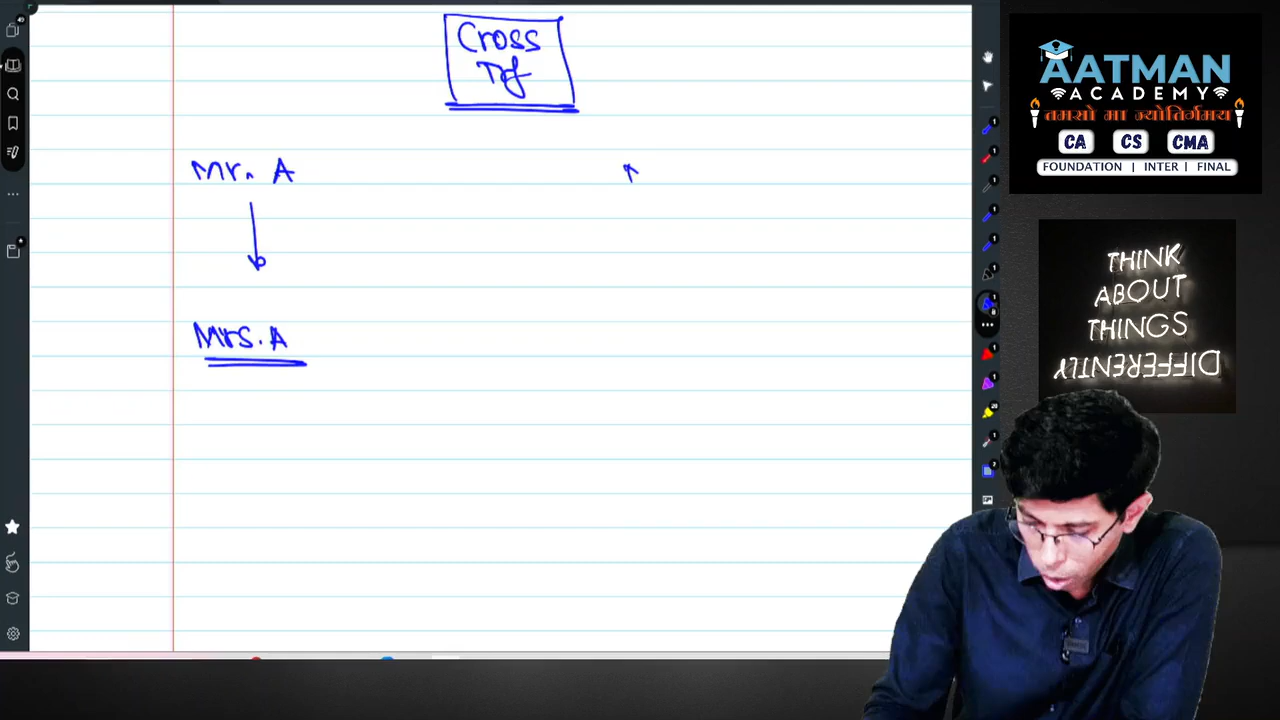 Cross
Trf
Mr. A
Mrs. A
AATMAN
ACADEMY
तमसो मा ज्योतिर्गमय
CA CS CMA
FOUNDATION | INTER | FINAL
THINK
ABOUT
THINGS
DIFFERENTLY